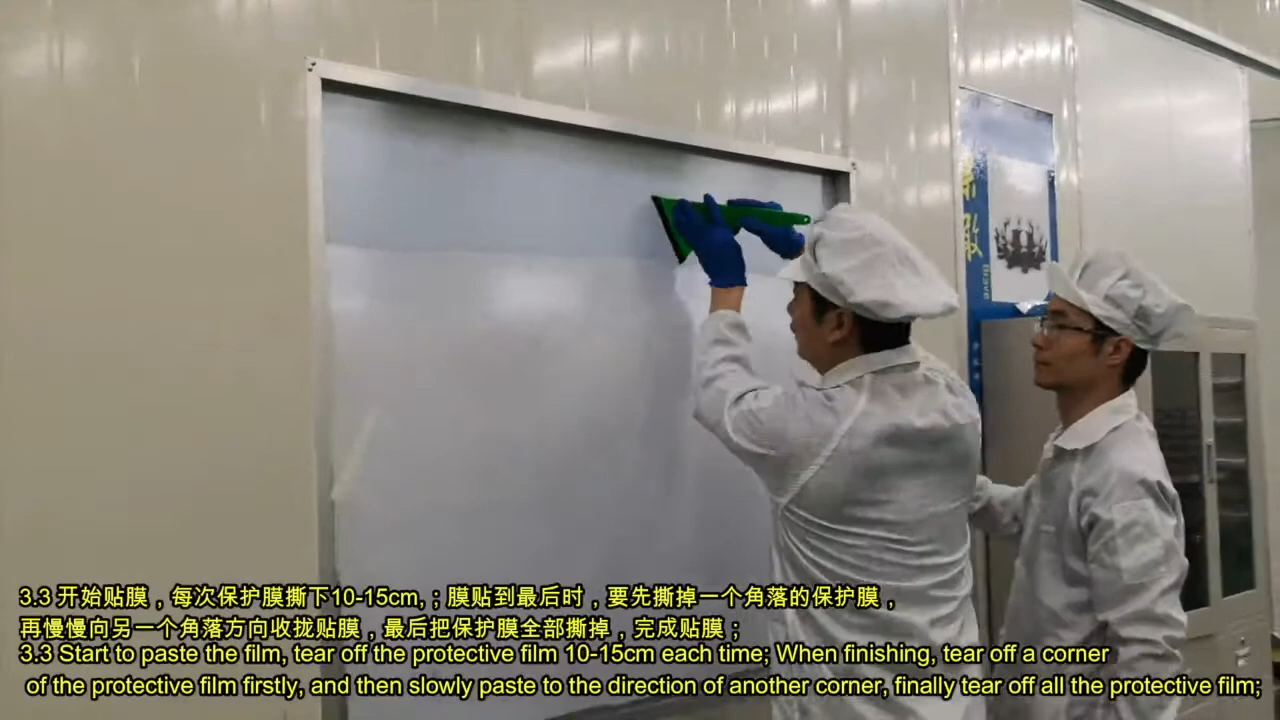 3.3 开始贴膜，每次保护膜撕下10-15cm,；膜贴到最后时，要先撕掉一个角落的保护膜，
再慢慢向另一个角落方向收拢贴膜，最后把保护膜全部撕掉，完成贴膜；
3.3 Start to paste the film, tear off the protective film 10-15cm each time; When finishing, tear off a corner
of the protective film firstly, and then slowly paste to the direction of another corner, finally tear off all the protective film;